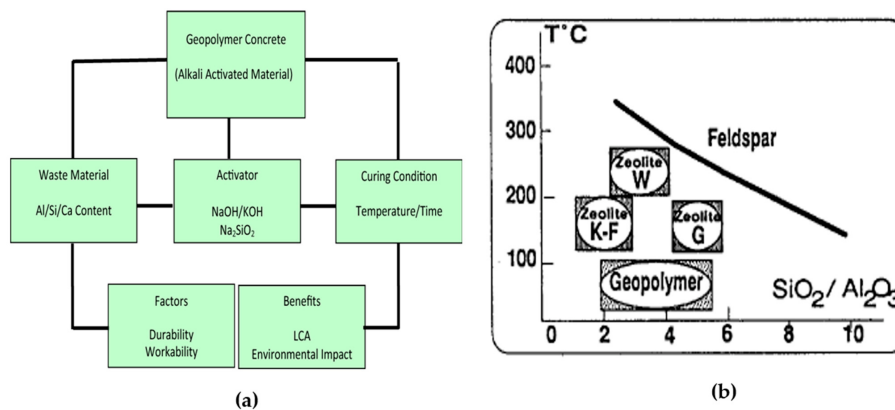 Geopolymer Concrete
(Alkali Activated Material)
Waste Material
Al/Si/Ca Content
Activator
NaOH/KOH
Na₂SiO₂
Curing Condition
Temperature/Time
Factors
Durability
Workability
Benefits
LCA
Environmental Impact
(a)
T°C
400
300
200
100
Feldspar
Zeolite
W
Zeolite
K-F
Zeolite
G
Geopolymer
SiO₂/Al₂O₃
0 2 4 6 8 10
(b)